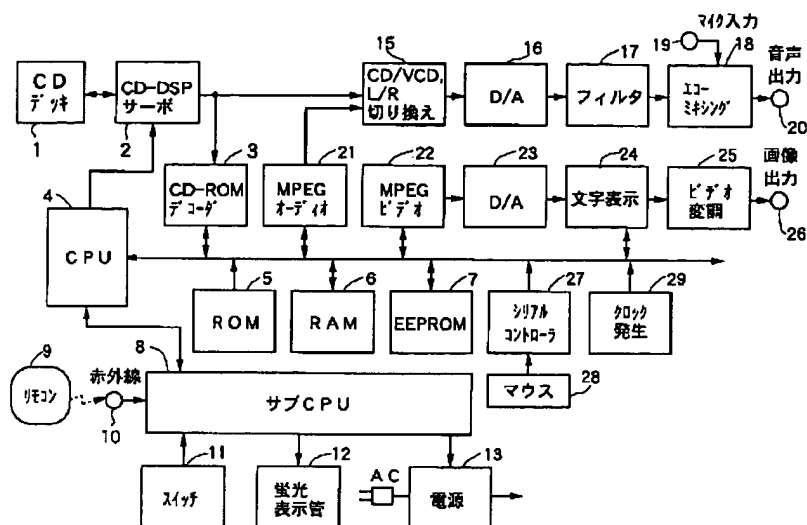 マイク入力
19
18
15
16
17
音声
出力
CD
デッキ
1
CD-DSP
サーボ
2
CD/VCD,
L/R
切り換え
D/A
フィルタ
エコー
ミキシング
20
3
21
22
23
24
25
画像
出力
4
CD-ROM
デコーダ
MPEG
オーディオ
MPEG
ビデオ
D/A
文字表示
ビデオ
変調
26
CPU
5
6
7
27
29
ROM
RAM
EEPROM
シリアル
コントローラ
クロック
発生
9
赤外線
8
リモコン
10
サブCPU
マウス
28
11
12
AC
13
スイッチ
蛍光
表示管
電源